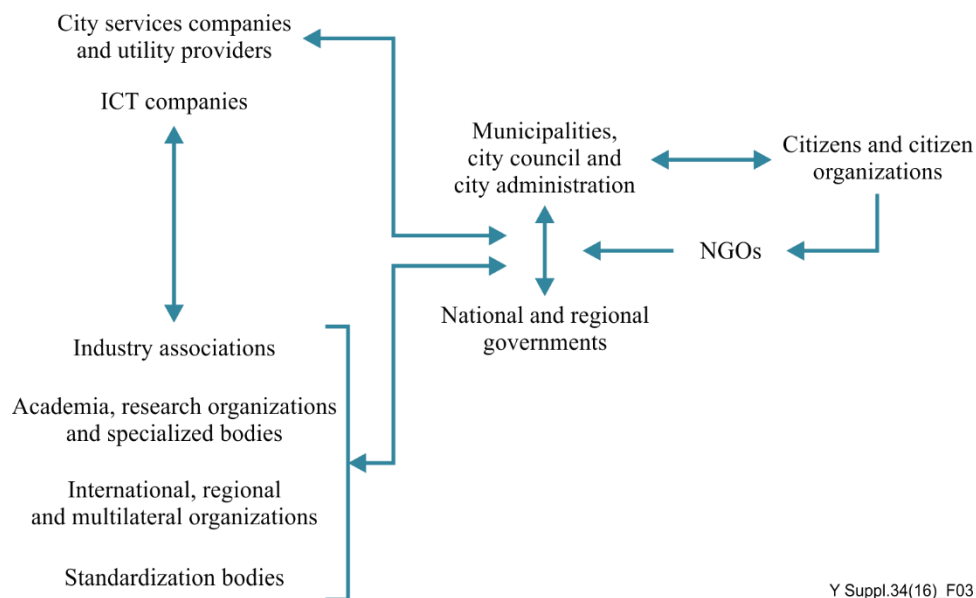 City services companies
and utility providers
ICT companies
Municipalities,
city council and
city administration
Citizens and citizen
organizations
NGOs
National and regional
governments
Industry associations
Academia, research organizations
and specialized bodies
International, regional
and multilateral organizations
Standardization bodies
Y Suppl.34(16)_F03